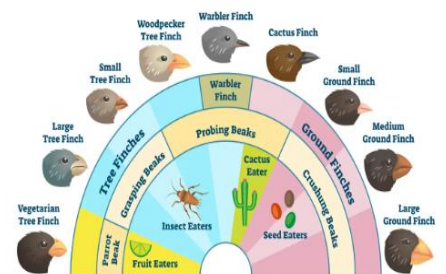 Warbler Finch
Woodpecker
Tree Finch
Cactus Finch
Small
Tree Finch
Small
Ground Finch
Large
Tree Finch
Medium
Ground Finch
Vegetarian
Tree Finch
Large
Ground Finch
Tree Finches
Warbler
Finch
Ground Finches
Grasping Beaks
Probing Beaks
Crushung Beaks
Parrot
Beak
Insect Eaters
Cactus
Eater
Seed Eaters
Fruit Eaters